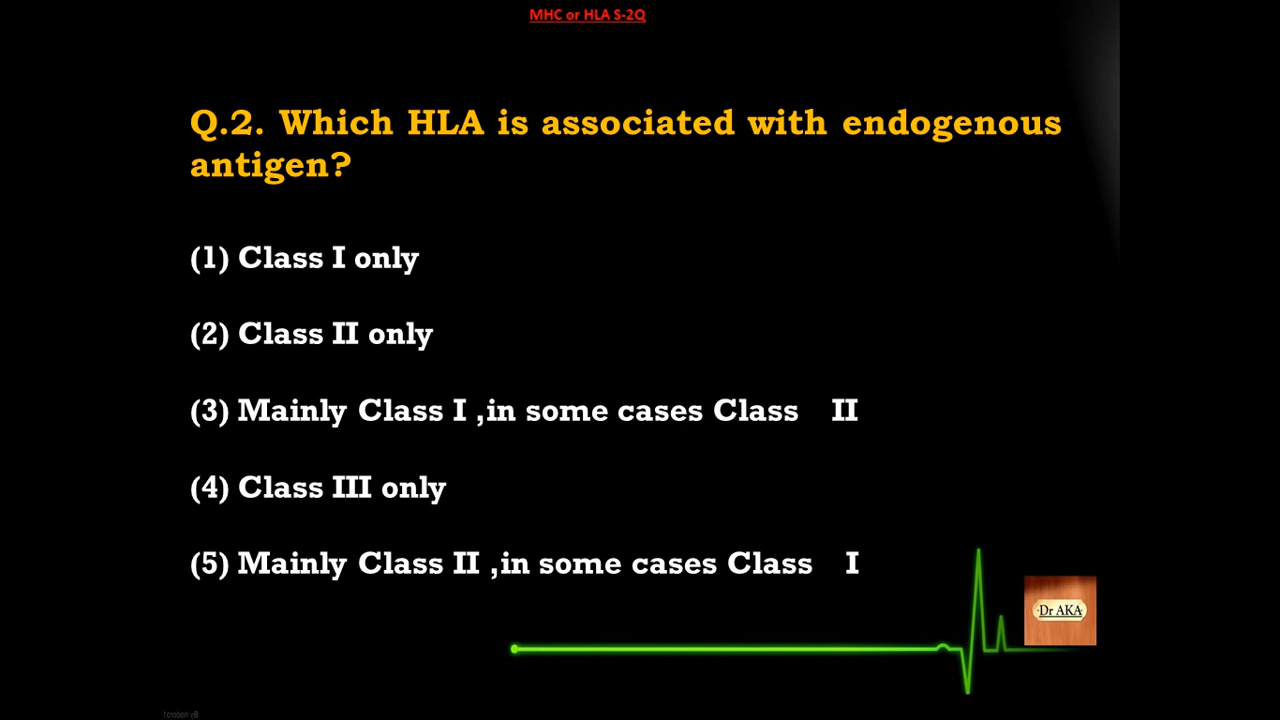 MHC or HLA S-2Q
Q.2. Which HLA is associated with endogenous
antigen?
(1) Class I only
(2) Class II only
(3) Mainly Class I ,in some cases Class II
(4) Class III only
(5) Mainly Class II ,in some cases Class I
Dr AKA